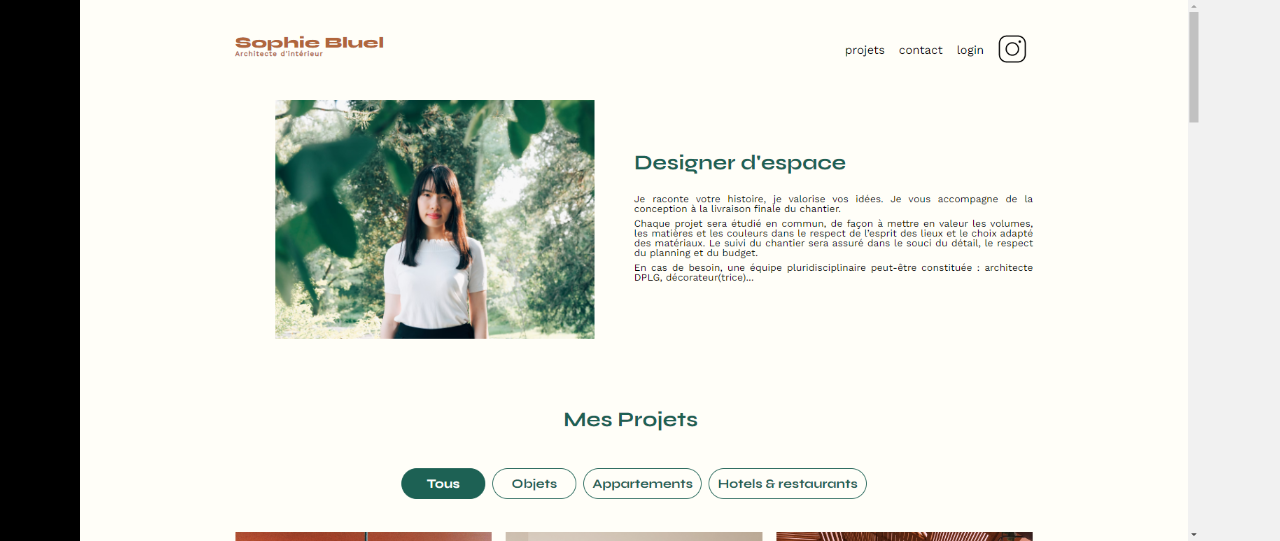 Sophie Bluel
Architecte d'intérieur
projets contact login
Designer d'espace
Je raconte votre histoire, je valorise vos idées. Je vous accompagne de la
conception à la livraison finale du chantier.
Chaque projet sera étudié en commun, de façon à mettre en valeur les volumes,
les matières et les couleurs dans le respect de l'esprit des lieux et le choix adapté
des matériaux. Le suivi du chantier sera assuré dans le souci du détail, le respect
du planning et du budget.
En cas de besoin, une équipe pluridisciplinaire peut-être constituée : architecte
DPLG, décorateur(trice)...
Mes Projets
Tous Objets Appartements Hotels & restaurants